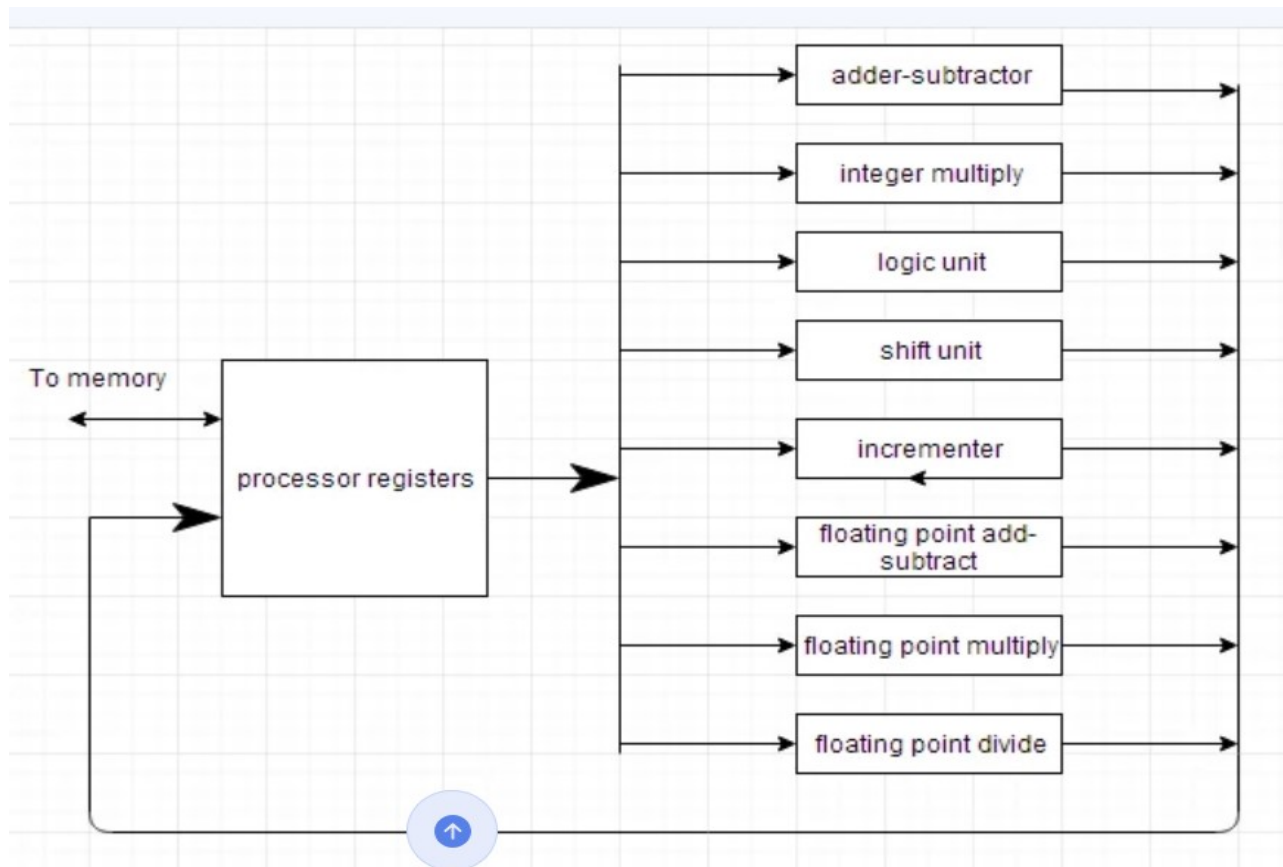 adder-subtractor
integer multiply
logic unit
shift unit
To memory
incrementer
processor registers
floating point add-
subtract
floating point multiply
floating point divide